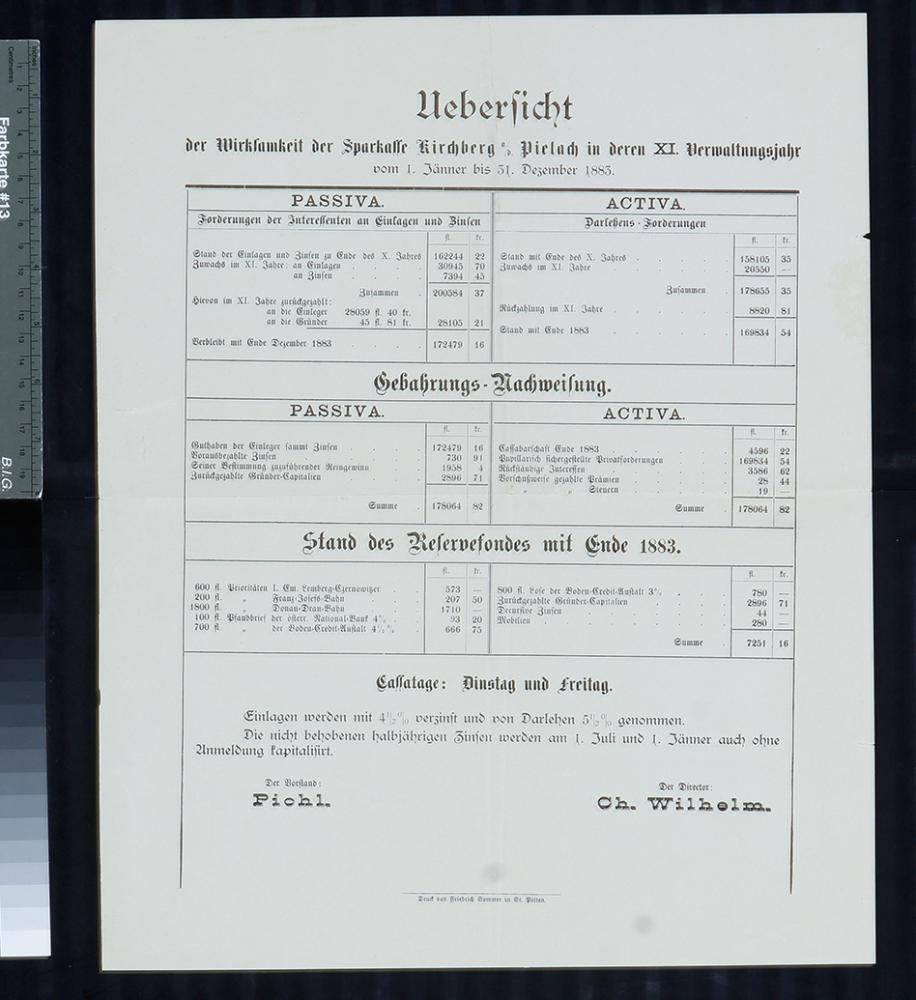 Uebersicht
der Wirksamkeit der Sparkasse Kirchberg a/d. Pielach in deren XI. Verwaltungsjahr
vom 1. Jänner bis 31. Dezember 1883.
PASSIVA.
Forderungen der Interessenten an Einlagen und Zinsen
fl. kr.
Stand der Einlagen und Zinsen zu Ende des X. Jahres 162244 22
Zuwachs im XI. Jahre: an Einlagen . . . . 30945 70
an Zinsen . . . . 7394 45
Zusammen . 200584 37
Hievon im XI. Jahre zurückgezahlt:
an die Einleger 28059 fl. 40 kr.
an die Gründer 45 fl. 81 kr. 28105 21
Verbleibt mit Ende Dezember 1883 . . . . 172479 16
ACTIVA.
Darlehens-Forderungen
fl. kr.
Stand mit Ende des X. Jahres . . . . . 158105 35
Zuwachs im XI. Jahre . . . . . 20550 —
Zusammen . 178655 35
Rückzahlung im XI. Jahre . . . . . 8820 81
Stand mit Ende 1883 . . . . . 169834 54
Gebahrungs-Nachweisung.
PASSIVA.
fl. kr.
Guthaben der Einleger sammt Zinsen . . . . 172479 16
Vorausbezahlte Zinsen . . . . 730 91
Seiner Bestimmung zuzuführender Reingewinn . . 1958 4
Zurückgezahlte Gründer-Capitalien . . . . 2896 71
Summe . 178064 82
ACTIVA.
fl. kr.
Cassabarschaft Ende 1883 . . . . . 4596 22
Pupillarisch sichergestellte Privatforderungen . . . 169834 54
Rückständige Interessen . . . . . 3586 62
Vorschußweise gezahlte Prämien . . . . 28 44
„ „ Steuern . . . . 19 —
Summe . 178064 82
Stand des Reservefondes mit Ende 1883.
fl. kr.
600 fl. Prioritäten I. Em. Lemberg-Czernowitzer . . 573 —
200 fl. „ Franz-Josefs-Bahn . . . . 207 50
1800 fl. „ Donau-Drau-Bahn . . . . 1710 —
100 fl. Pfandbrief der österr. National-Bank 4% . 93 20
700 fl. „ der Boden-Credit-Anstalt 4½% . 666 75
fl. kr.
800 fl. Lose der Boden-Credit-Anstalt 3% . . . 780 —
Zurückgezahlte Gründer-Capitalien . . . . 2896 71
Decursive Zinsen . . . . . 44 —
Mobilien . . . . . 280 —
Summe . 7251 16
Cassatage: Dinstag und Freitag.
Einlagen werden mit 4½% verzinst und von Darlehen 5½% genommen.
Die nicht behobenen halbjährigen Zinsen werden am 1. Juli und 1. Jänner auch ohne
Anmeldung kapitalisirt.
Der Vorstand:
Pichl.
Der Director:
Ch. Wilhelm.
Druck von Friedrich Sommer in St. Pölten.
Centimetres
Inches
Farbkarte #13
B.I.G.